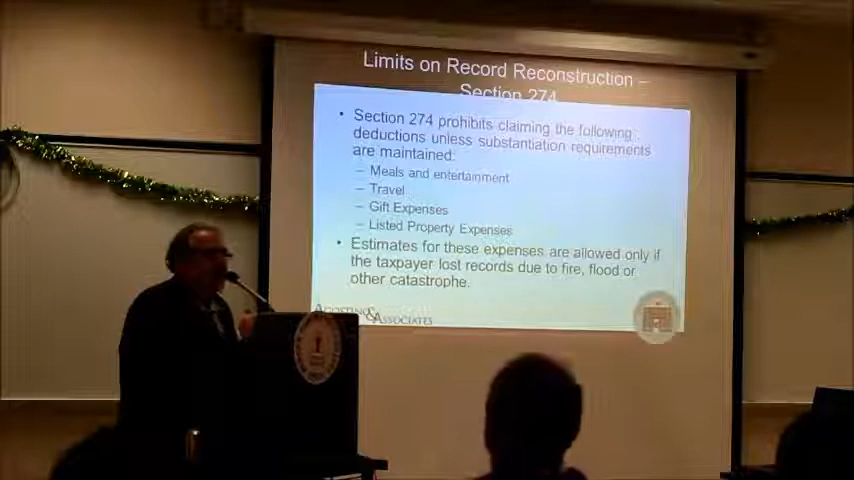 Limits on Record Reconstruction –
Section 274
• Section 274 prohibits claiming the following
deductions unless substantiation requirements
are maintained:
– Meals and entertainment
– Travel
– Gift Expenses
– Listed Property Expenses
• Estimates for these expenses are allowed only if
the taxpayer lost records due to fire, flood or
other catastrophe.
AGOSTINO & ASSOCIATES